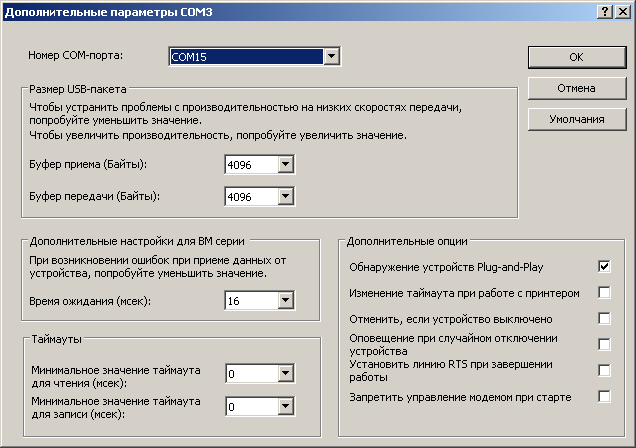 Дополнительные параметры COM3
Номер COM-порта:
COM15
OK
Отмена
Умолчания
Размер USB-пакета
Чтобы устранить проблемы с производительностью на низких скоростях передачи,
попробуйте уменьшить значение.
Чтобы увеличить производительность, попробуйте увеличить значение.
Буфер приема (Байты):
4096
Буфер передачи (Байты):
4096
Дополнительные настройки для BM серии
При возникновении ошибок при приеме данных от
устройства, попробуйте уменьшить значение.
Время ожидания (мсек):
16
Таймауты
Минимальное значение таймаута
для чтения (мсек):
0
Минимальное значение таймаута
для записи (мсек):
0
Дополнительные опции
Обнаружение устройств Plug-and-Play
Изменение таймаута при работе с принтером
Отменить, если устройство выключено
Оповещение при случайном отключении
устройства
Установить линию RTS при завершении
работы
Запретить управление модемом при старте